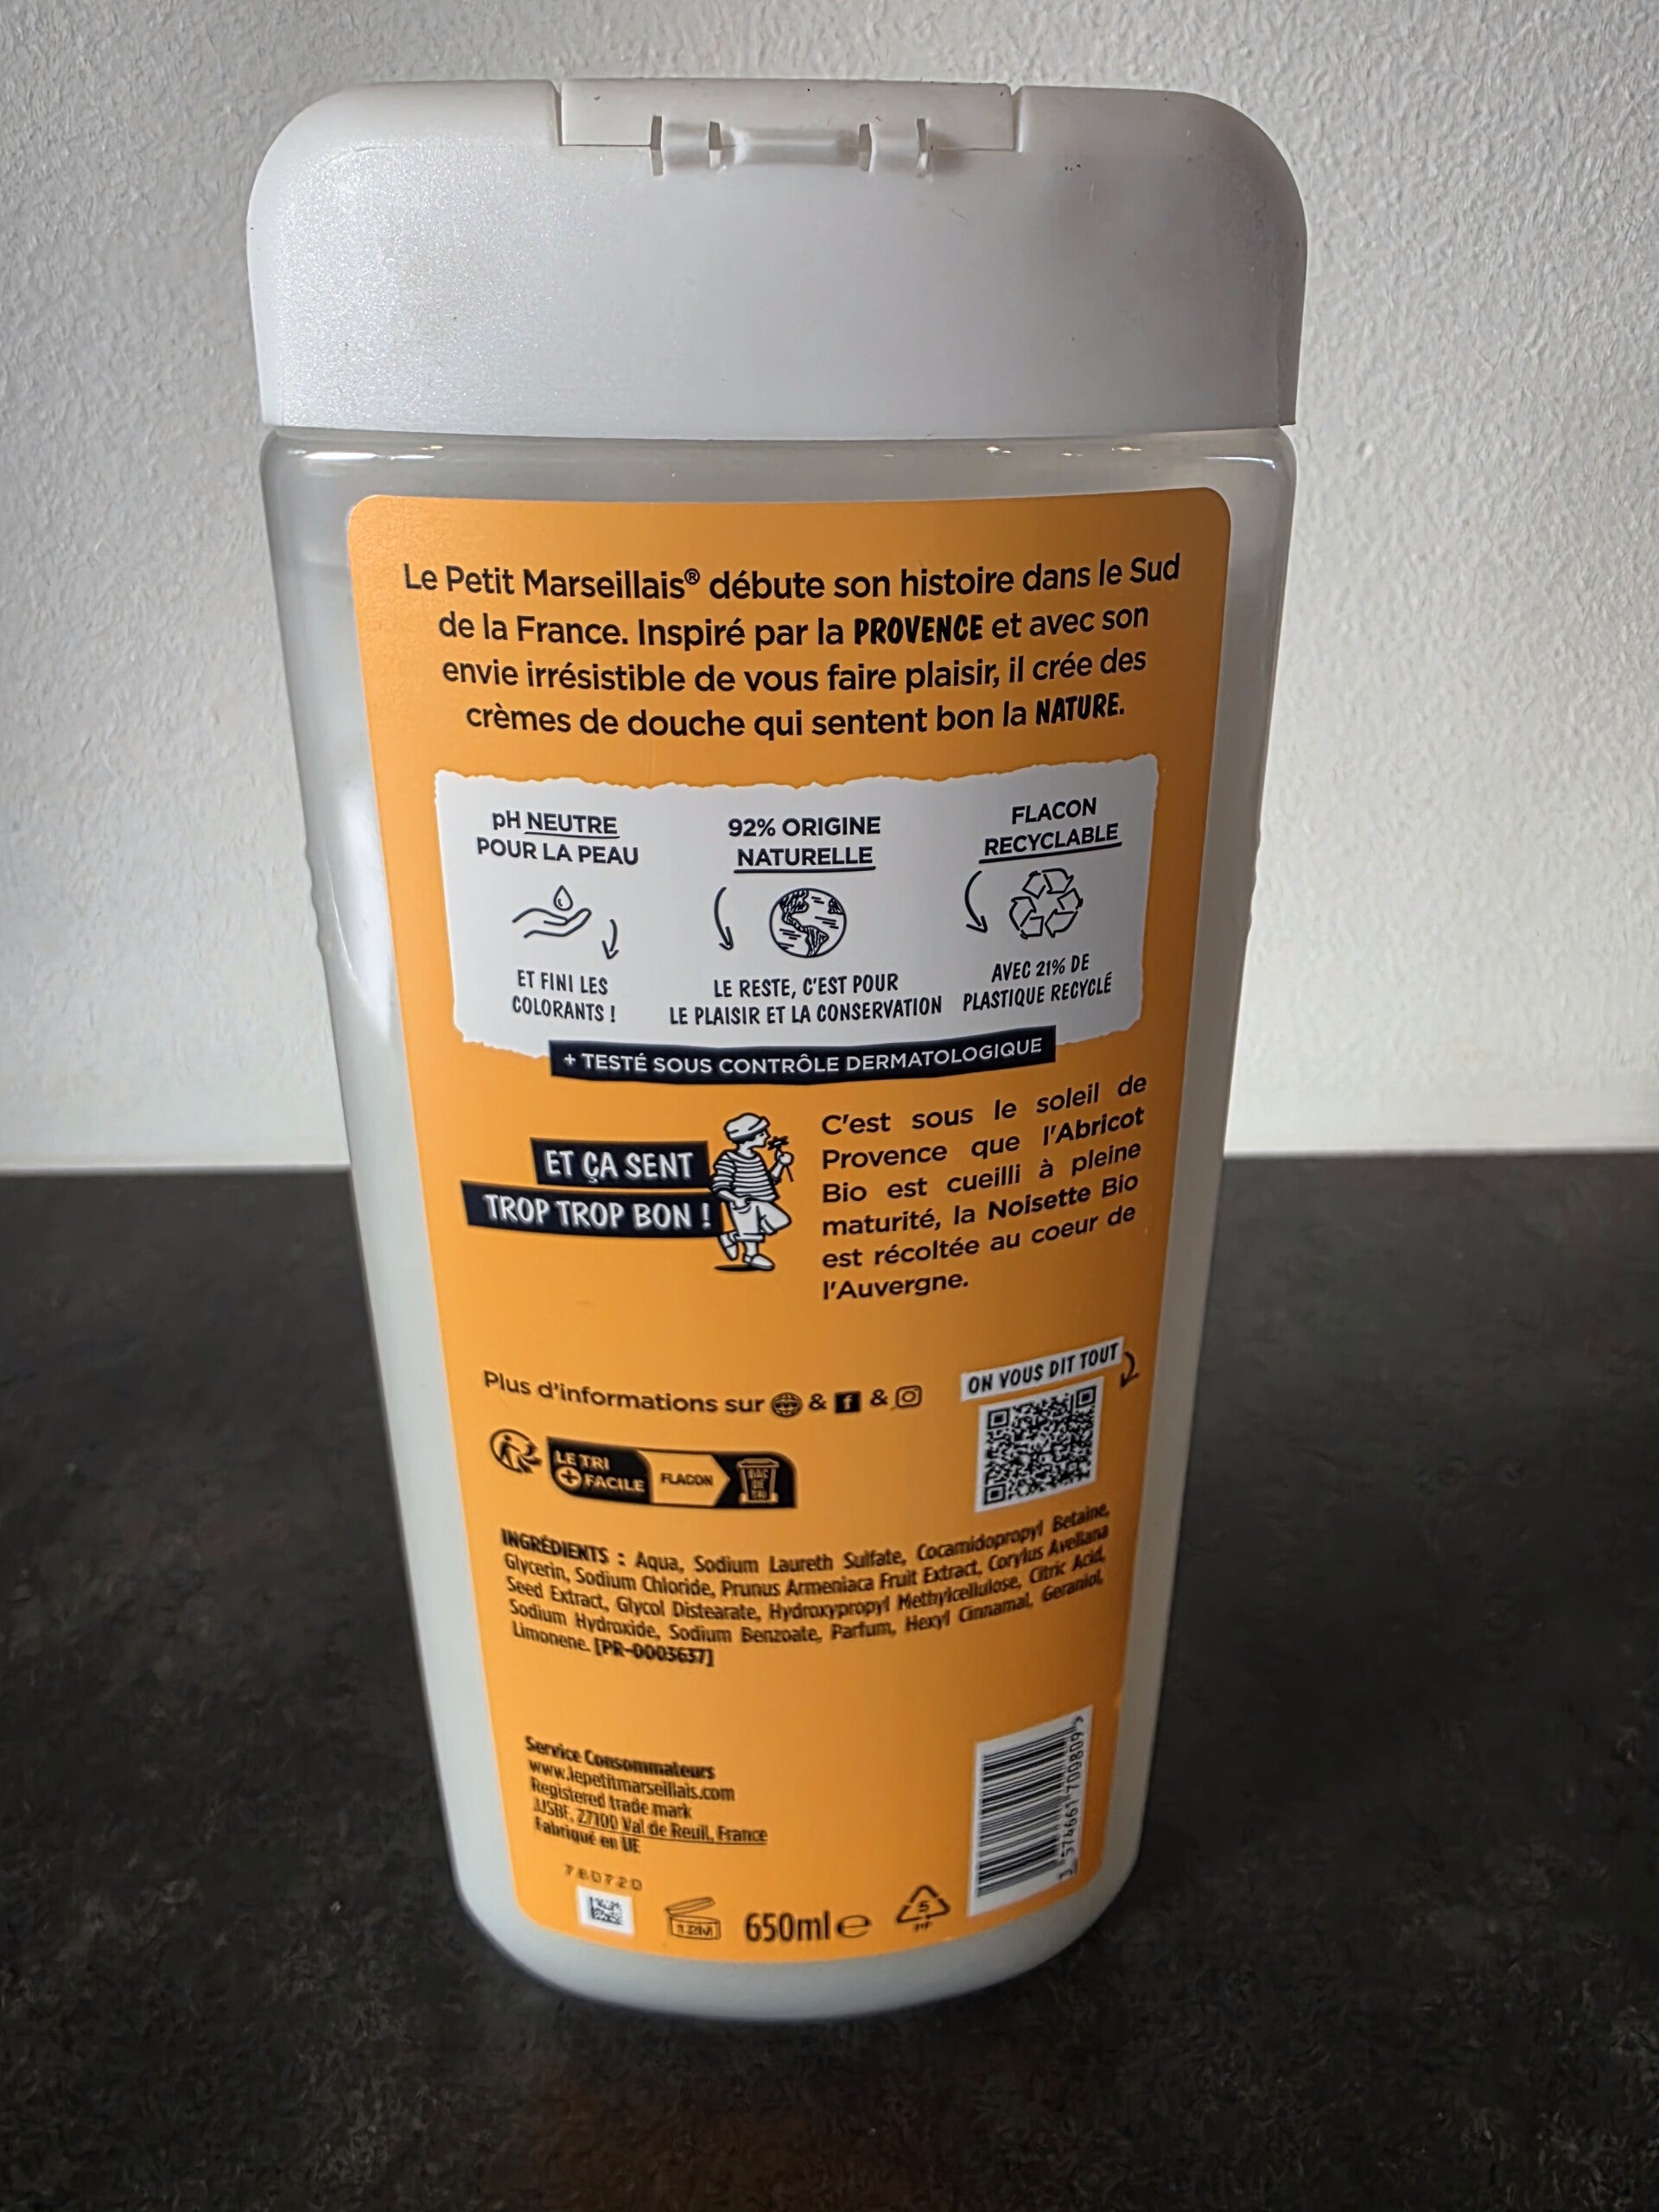 Le Petit Marseillais® débute son histoire dans le Sud
de la France. Inspiré par la PROVENCE et avec son
envie irrésistible de vous faire plaisir, il crée des
crèmes de douche qui sentent bon la NATURE.
pH NEUTRE
POUR LA PEAU
ET FINI LES
COLORANTS !
92% ORIGINE
NATURELLE
LE RESTE, C'EST POUR
LE PLAISIR ET LA CONSERVATION
FLACON
RECYCLABLE
AVEC 21% DE
PLASTIQUE RECYCLÉ
+ TESTÉ SOUS CONTRÔLE DERMATOLOGIQUE
ET ÇA SENT
TROP TROP BON !
C'est sous le soleil de
Provence que l'Abricot
Bio est cueilli à pleine
maturité, la Noisette Bio
est récoltée au coeur de
l'Auvergne.
Plus d'informations sur & f &
ON VOUS DIT TOUT
LE TRI
+ FACILE
FLACON
BAC
DE
TRI
INGRÉDIENTS : Aqua, Sodium Laureth Sulfate, Cocamidopropyl Betaine,
Glycerin, Sodium Chloride, Prunus Armeniaca Fruit Extract, Corylus Avellana
Seed Extract, Glycol Distearate, Hydroxypropyl Methylcellulose, Citric Acid,
Sodium Hydroxide, Sodium Benzoate, Parfum, Hexyl Cinnamal, Geraniol,
Limonene. [PR-0003637]
Service Consommateurs
www.lepetitmarseillais.com
Registered trade mark
JJSBF, 27100 Val de Reuil, France
Fabriqué en UE
780720
12M
650ml e
5
PP
3 574661 700809